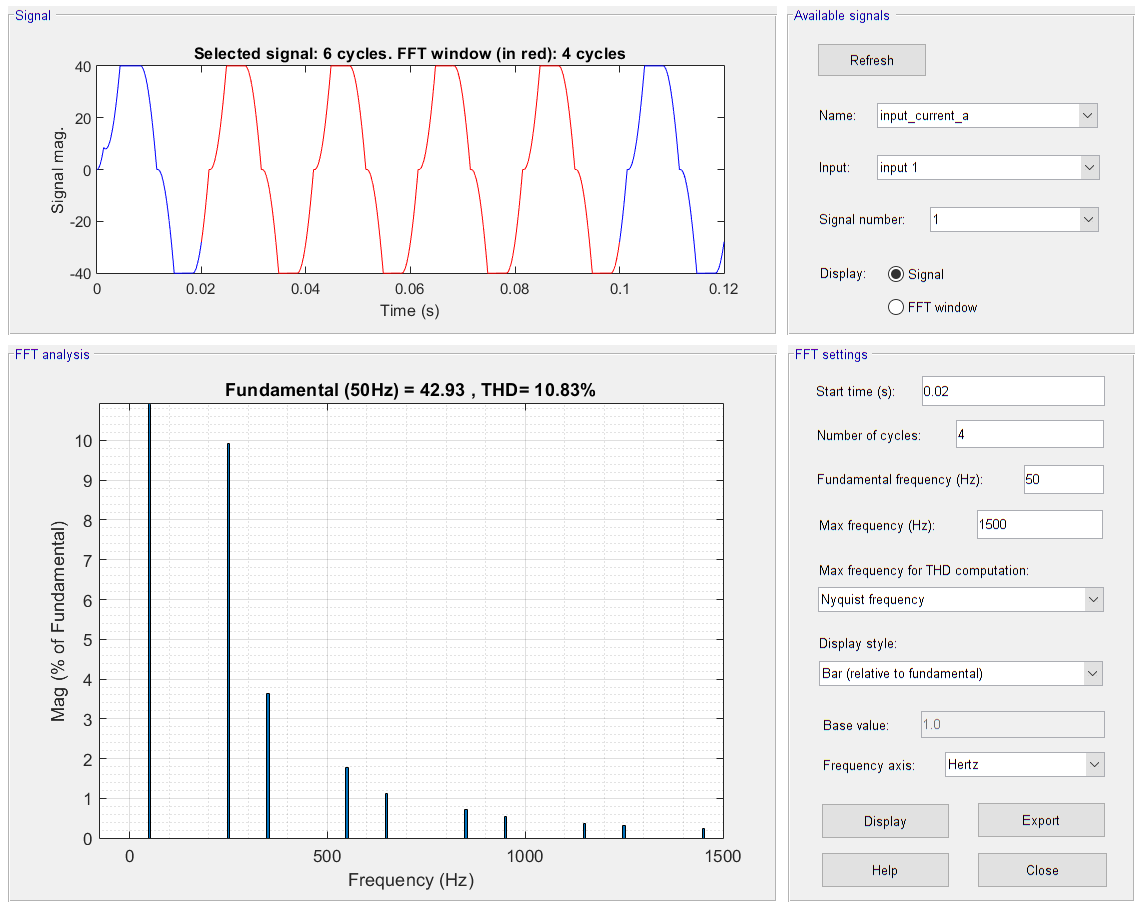 Signal
Selected signal: 6 cycles. FFT window (in red): 4 cycles
40
20
0
-20
-40
Signal mag.
0 0.02 0.04 0.06 0.08 0.1 0.12
Time (s)
Available signals
Refresh
Name: input_current_a
Input: input 1
Signal number: 1
Display: Signal
FFT window
FFT analysis
Fundamental (50Hz) = 42.93 , THD= 10.83%
10
9
8
7
6
5
4
3
2
1
0
Mag (% of Fundamental)
0 500 1000 1500
Frequency (Hz)
FFT settings
Start time (s): 0.02
Number of cycles: 4
Fundamental frequency (Hz): 50
Max frequency (Hz): 1500
Max frequency for THD computation:
Nyquist frequency
Display style:
Bar (relative to fundamental)
Base value: 1.0
Frequency axis: Hertz
Display Export
Help Close